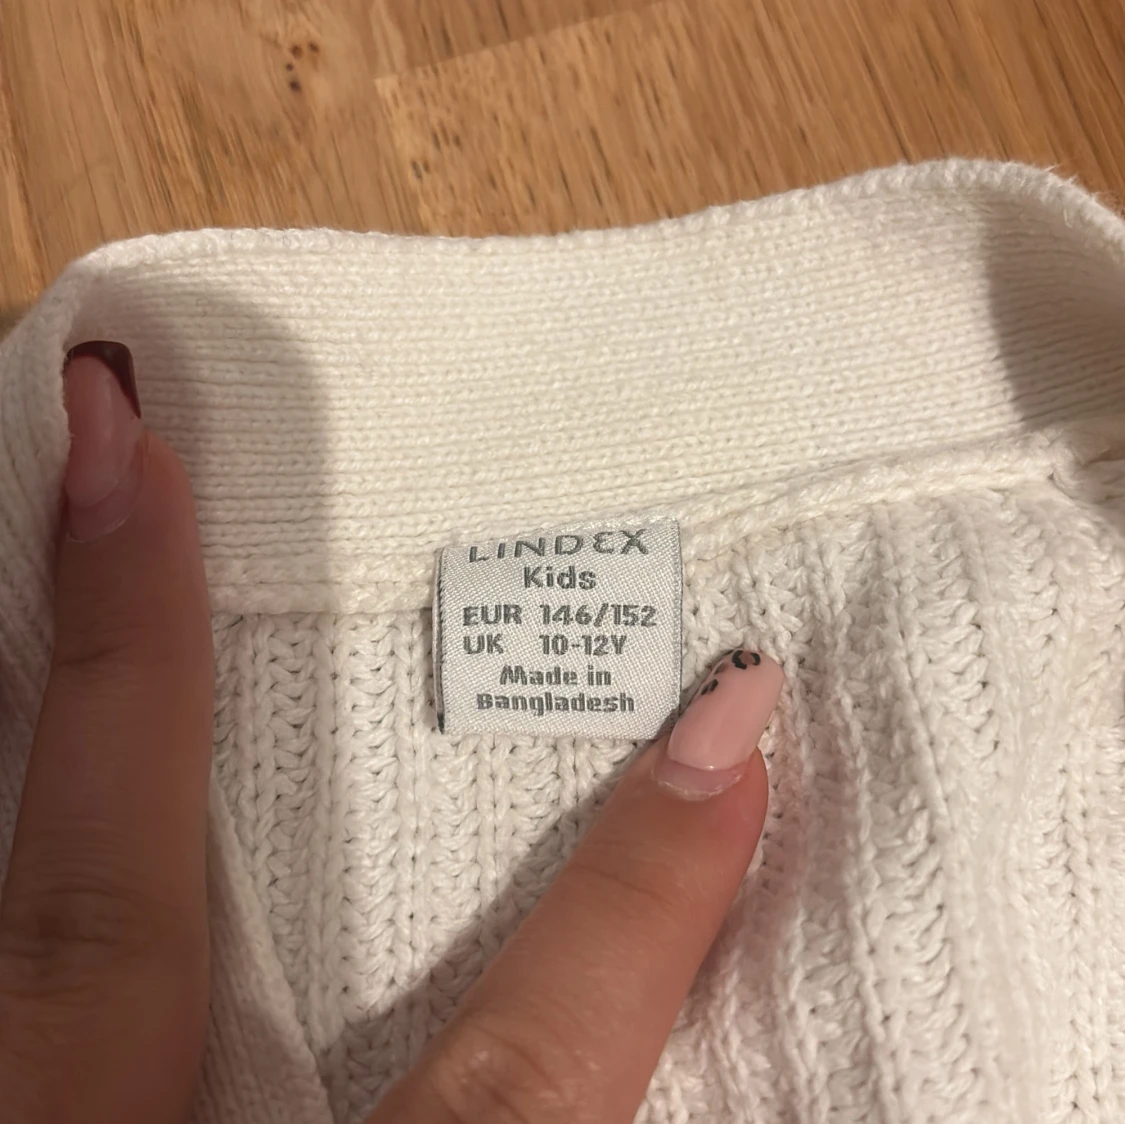 LINDEX
Kids
EUR 146/152
UK 10-12Y
Made in
Bangladesh